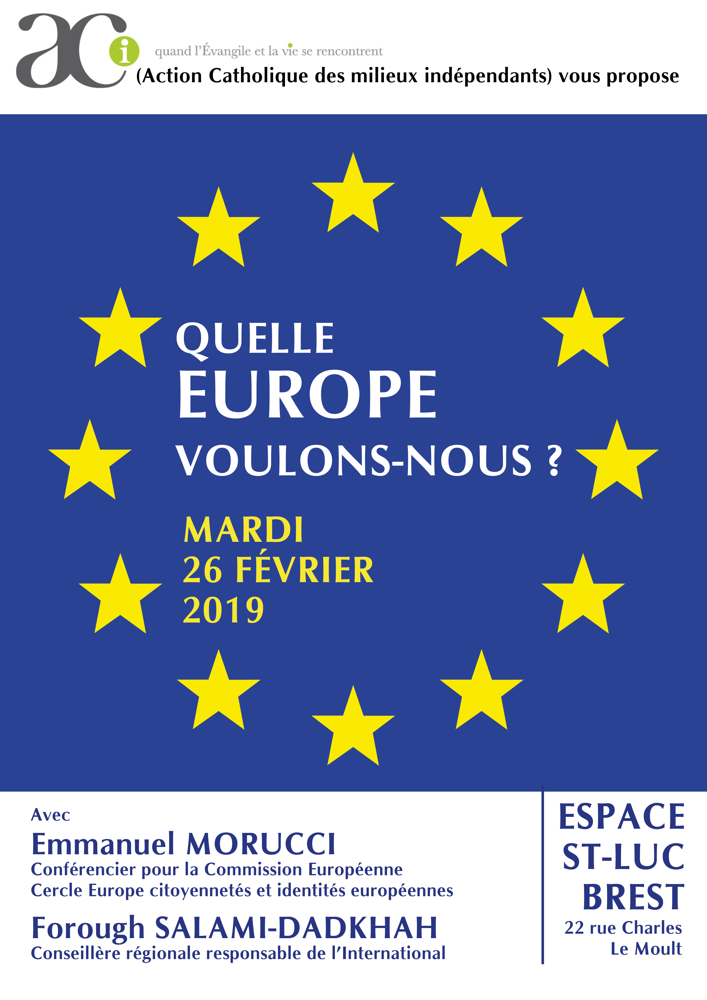 aci
quand l'Évangile et la vie se rencontrent
(Action Catholique des milieux indépendants) vous propose
QUELLE
EUROPE
VOULONS-NOUS ?
MARDI
26 FÉVRIER
2019
Avec
Emmanuel MORUCCI
Conférencier pour la Commission Européenne
Cercle Europe citoyennetés et identités européennes
Forough SALAMI-DADKHAH
Conseillère régionale responsable de l'International
ESPACE
ST-LUC
BREST
22 rue Charles
Le Moult